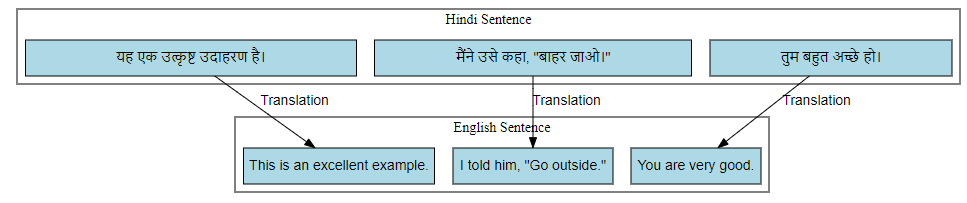 Hindi Sentence
यह एक उत्कृष्ट उदाहरण है।
मैंने उसे कहा, "बाहर जाओ।"
तुम बहुत अच्छे हो।
Translation
Translation
Translation
English Sentence
This is an excellent example.
I told him, "Go outside."
You are very good.